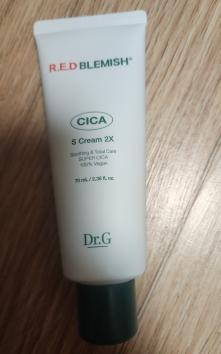 R.E.D BLEMISH®
CICA
S Cream 2X
Soothing & Total Care
SUPER CICA
100% Vegan
70 mL / 2.36 fl. oz.
Dr.G